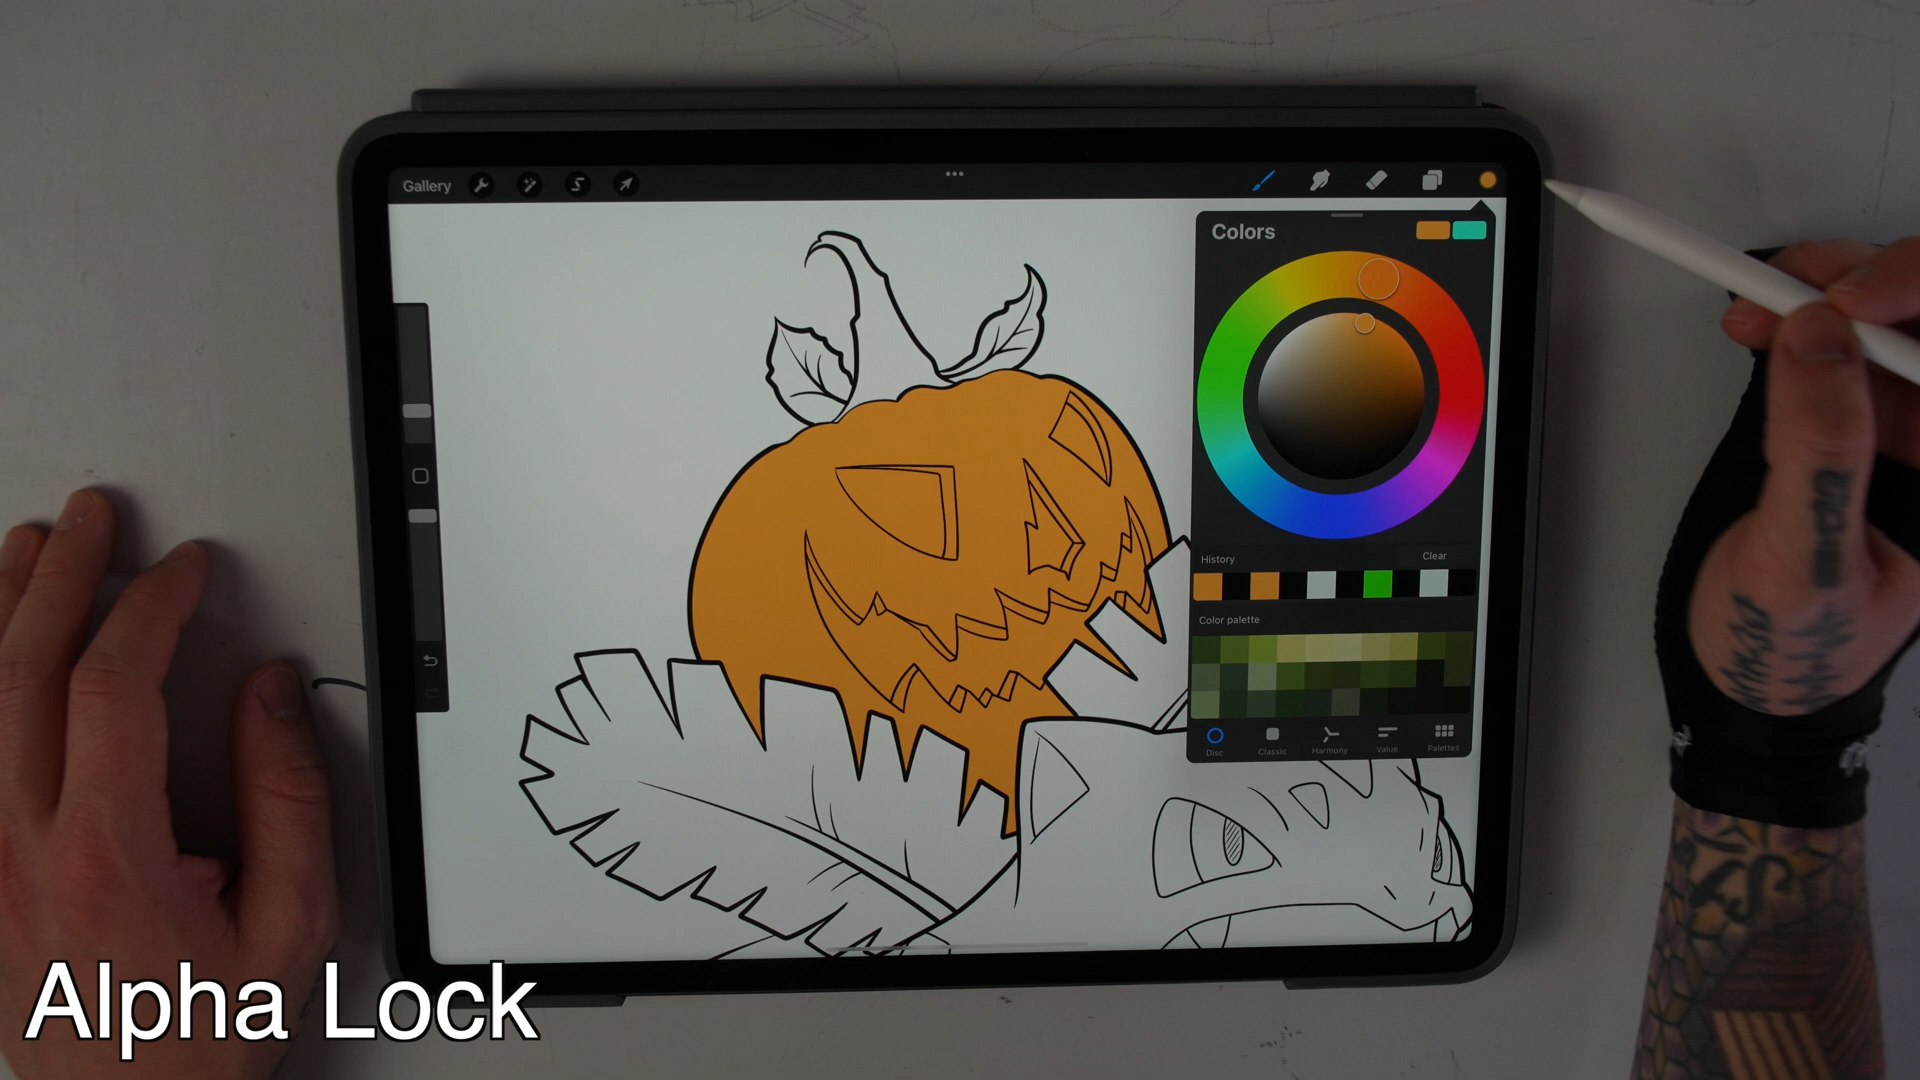 Gallery
Colors
History
Clear
Color palette
Disc
Classic
Harmony
Value
Palettes
Alpha Lock